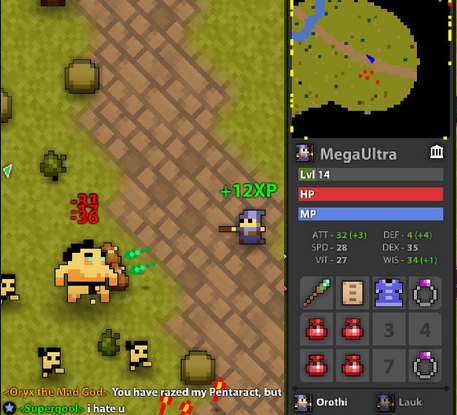 MegaUltra
Lvl 14
HP
MP
ATT - 32 (+3) DEF - 4 (+4)
SPD - 28 DEX - 35
VIT - 27 WIS - 34 (+1)
-31
-36
+12XP
3 4
7
<Oryx the Mad God> You have razed my Pentaract, but
<Supergool> i hate u
Orothi Lauk